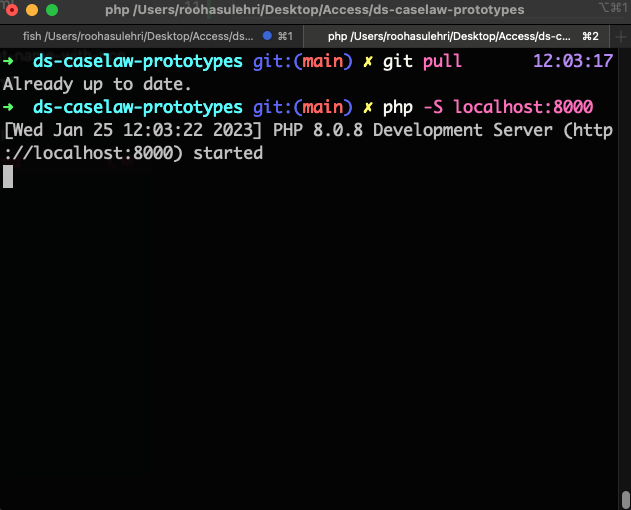 php /Users/roohasulehri/Desktop/Access/ds-caselaw-prototypes
⌥⌘1
fish /Users/roohasulehri/Desktop/Access/ds... ⌘1
php /Users/roohasulehri/Desktop/Access/ds-c... ⌘2
➜ ds-caselaw-prototypes git:(main) ✗ git pull 12:03:17
Already up to date.
➜ ds-caselaw-prototypes git:(main) ✗ php -S localhost:8000
[Wed Jan 25 12:03:22 2023] PHP 8.0.8 Development Server (http
://localhost:8000) started